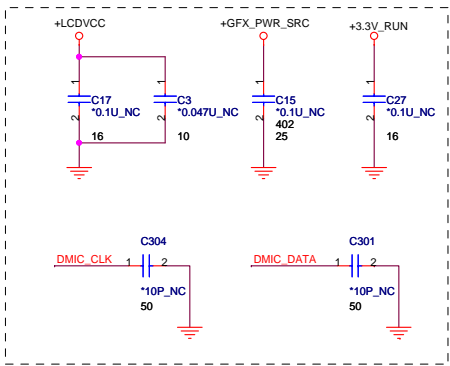 +LCDVCC
+GFX_PWR_SRC
+3.3V_RUN
1
1
1
1
C17
C3
C15
C27
*0.1U_NC
*0.047U_NC
*0.1U_NC
*0.1U_NC
2
2
2
2
402
16
10
25
16
C304
C301
DMIC_CLK
1
2
DMIC_DATA
1
2
*10P_NC
*10P_NC
50
50